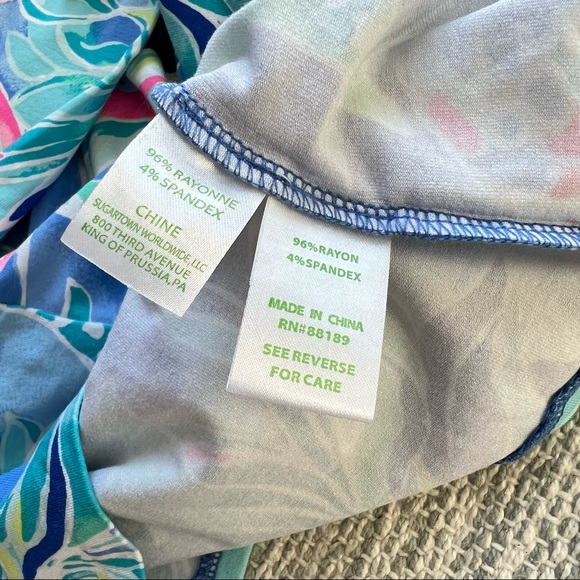 96% RAYONNE
4% SPANDEX
CHINE
SUGARTOWN WORLDWIDE, LLC
800 THIRD AVENUE
KING OF PRUSSIA,PA
96%RAYON
4%SPANDEX
MADE IN CHINA
RN#88189
SEE REVERSE
FOR CARE